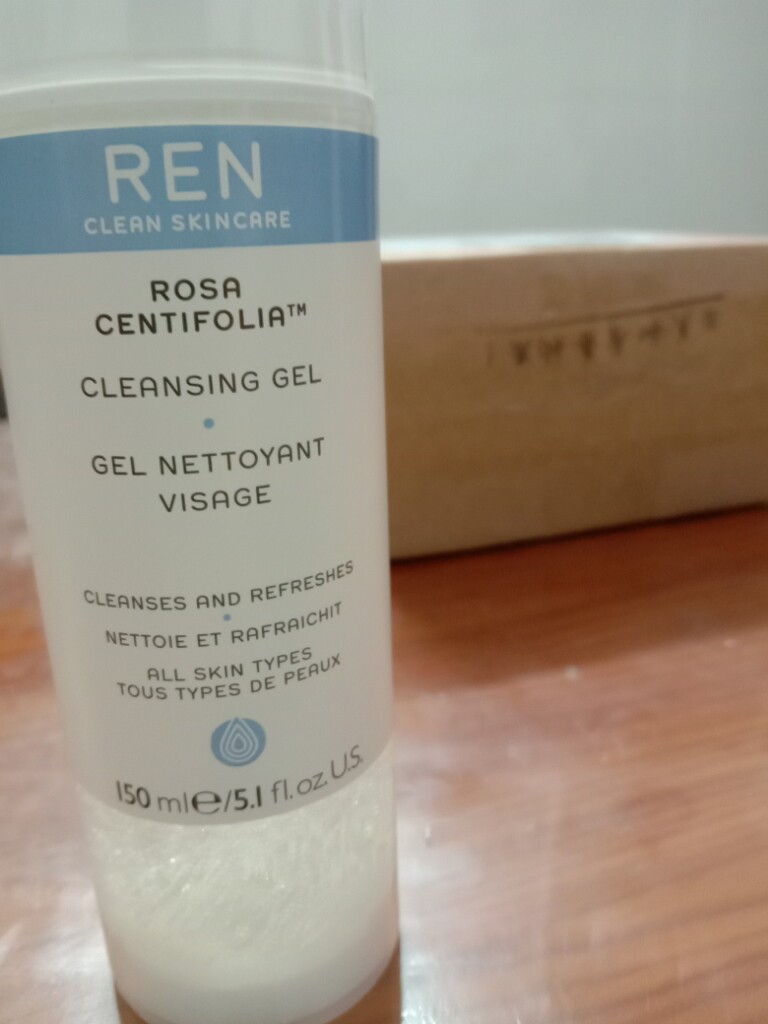 REN
CLEAN SKINCARE
ROSA
CENTIFOLIA™
CLEANSING GEL
GEL NETTOYANT
VISAGE
CLEANSES AND REFRESHES
NETTOIE ET RAFRAICHIT
ALL SKIN TYPES
TOUS TYPES DE PEAUX
150 ml℮/5.1 fl.oz.U.S.